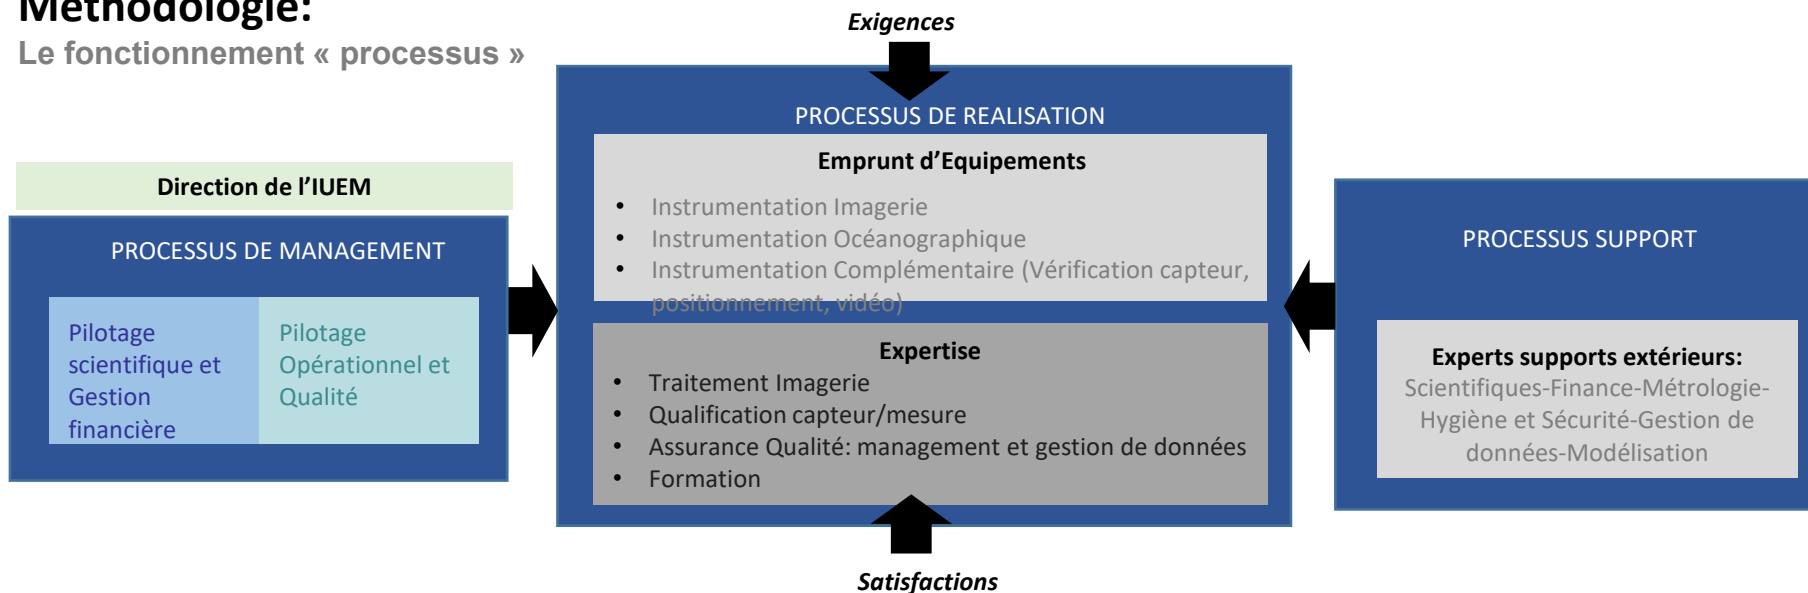 Méthodologie:
Le fonctionnement « processus »
Exigences
Direction de l’IUEM
PROCESSUS DE MANAGEMENT
Pilotage
scientifique et
Gestion
financière
Pilotage
Opérationnel et
Qualité
PROCESSUS DE REALISATION
Emprunt d’Equipements
• Instrumentation Imagerie
• Instrumentation Océanographique
• Instrumentation Complémentaire (Vérification capteur,
positionnement, vidéo)
Expertise
• Traitement Imagerie
• Qualification capteur/mesure
• Assurance Qualité: management et gestion de données
• Formation
Satisfactions
PROCESSUS SUPPORT
Experts supports extérieurs:
Scientifiques-Finance-Métrologie-
Hygiène et Sécurité-Gestion de
données-Modélisation